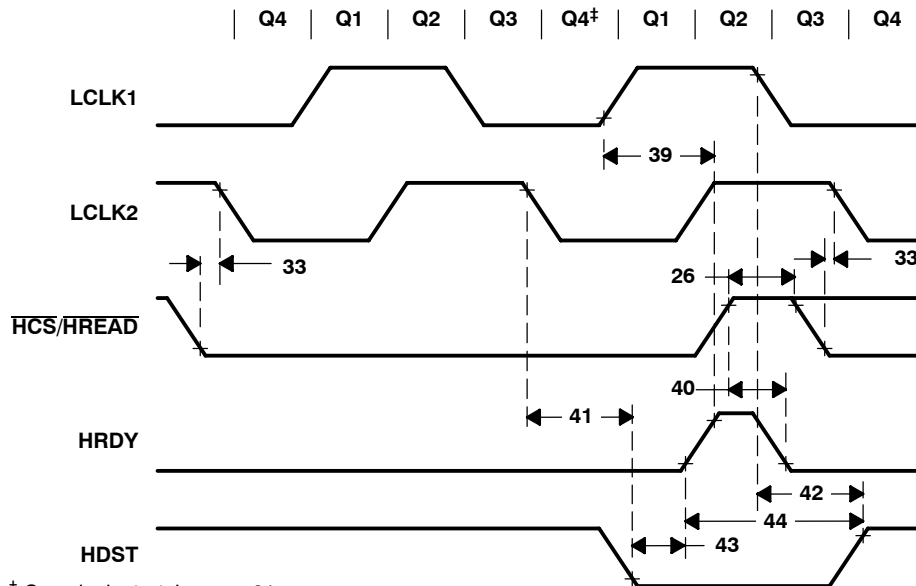 Q4 Q1 Q2 Q3 Q4‡ Q1 Q2 Q3 Q4
LCLK1
39
LCLK2
33
26
33
HCS/HREAD
40
41
HRDY
42
44
43
HDST